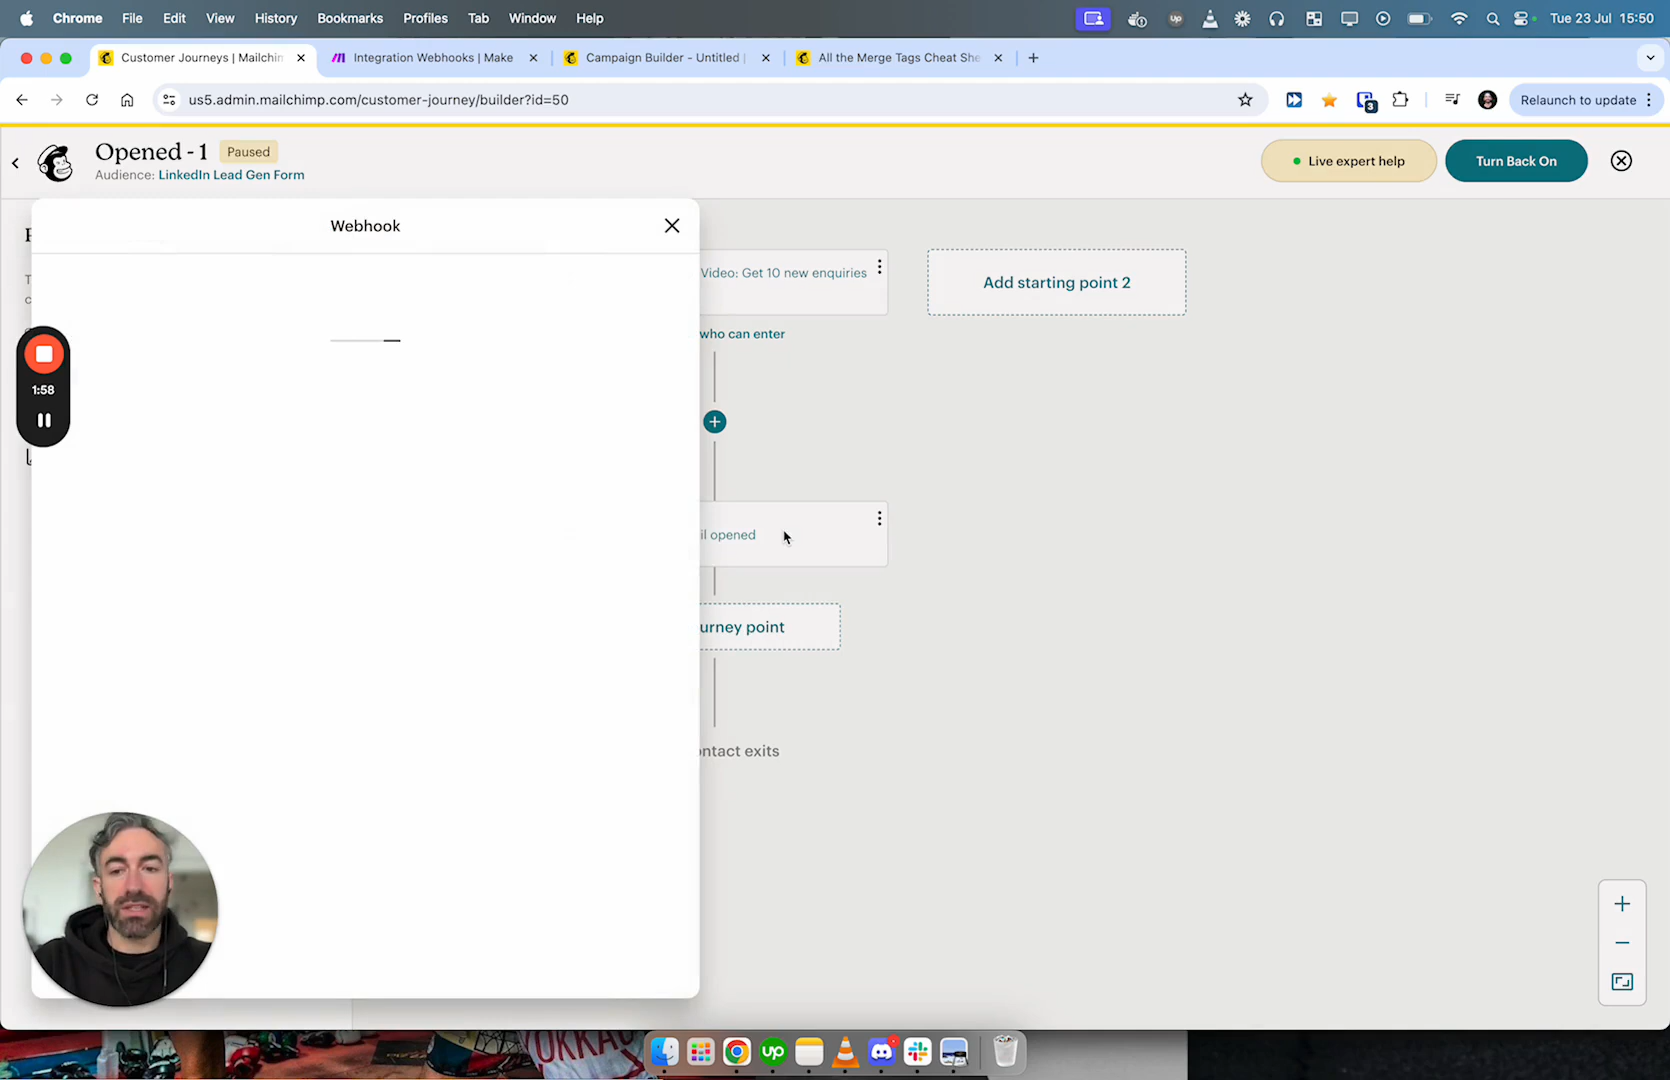 Chrome File Edit View History Bookmarks Profiles Tab Window Help
up
Tue 23 Jul 15:50
Customer Journeys | Mailchim
Integration Webhooks | Make
Campaign Builder - Untitled |
All the Merge Tags Cheat She
us5.admin.mailchimp.com/customer-journey/builder?id=50
3
Relaunch to update
Opened - 1
Paused
Audience: LinkedIn Lead Gen Form
Live expert help
Turn Back On
Webhook
Video: Get 10 new enquiries
Add starting point 2
who can enter
1:58
il opened
urney point
ontact exits
up